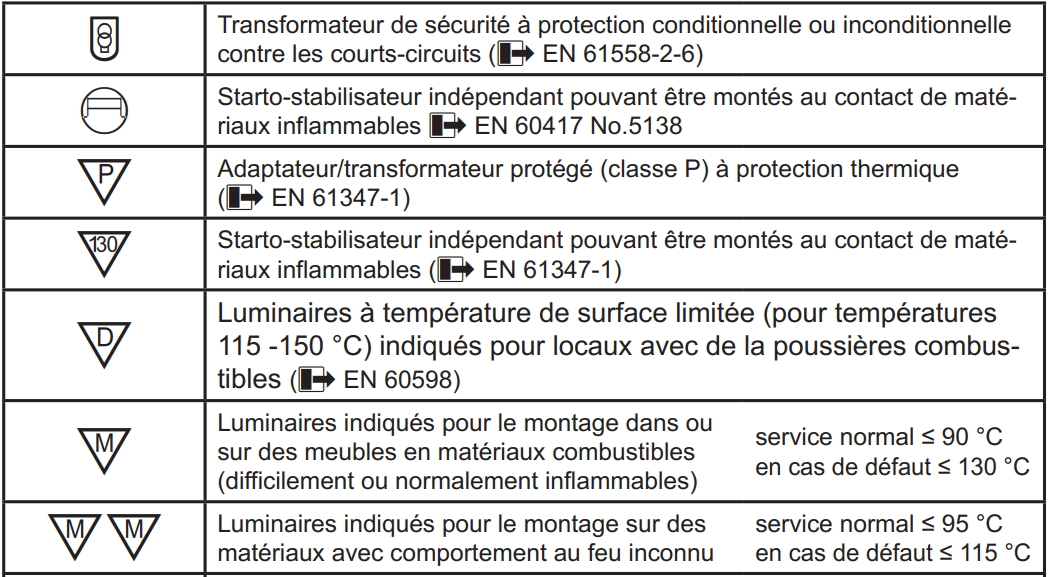 Transformateur de sécurité à protection conditionnelle ou inconditionnelle
contre les courts-circuits ( EN 61558-2-6)
Starto-stabilisateur indépendant pouvant être montés au contact de maté-
riaux inflammables EN 60417 No.5138
P
Adaptateur/transformateur protégé (classe P) à protection thermique
( EN 61347-1)
130
Starto-stabilisateur indépendant pouvant être montés au contact de maté-
riaux inflammables ( EN 61347-1)
D
Luminaires à température de surface limitée (pour températures
115 -150 °C) indiqués pour locaux avec de la poussières combus-
tibles ( EN 60598)
M
Luminaires indiqués pour le montage dans ou
sur des meubles en matériaux combustibles
(difficilement ou normalement inflammables)
service normal ≤ 90 °C
en cas de défaut ≤ 130 °C
M M
Luminaires indiqués pour le montage sur des
matériaux avec comportement au feu inconnu
service normal ≤ 95 °C
en cas de défaut ≤ 115 °C